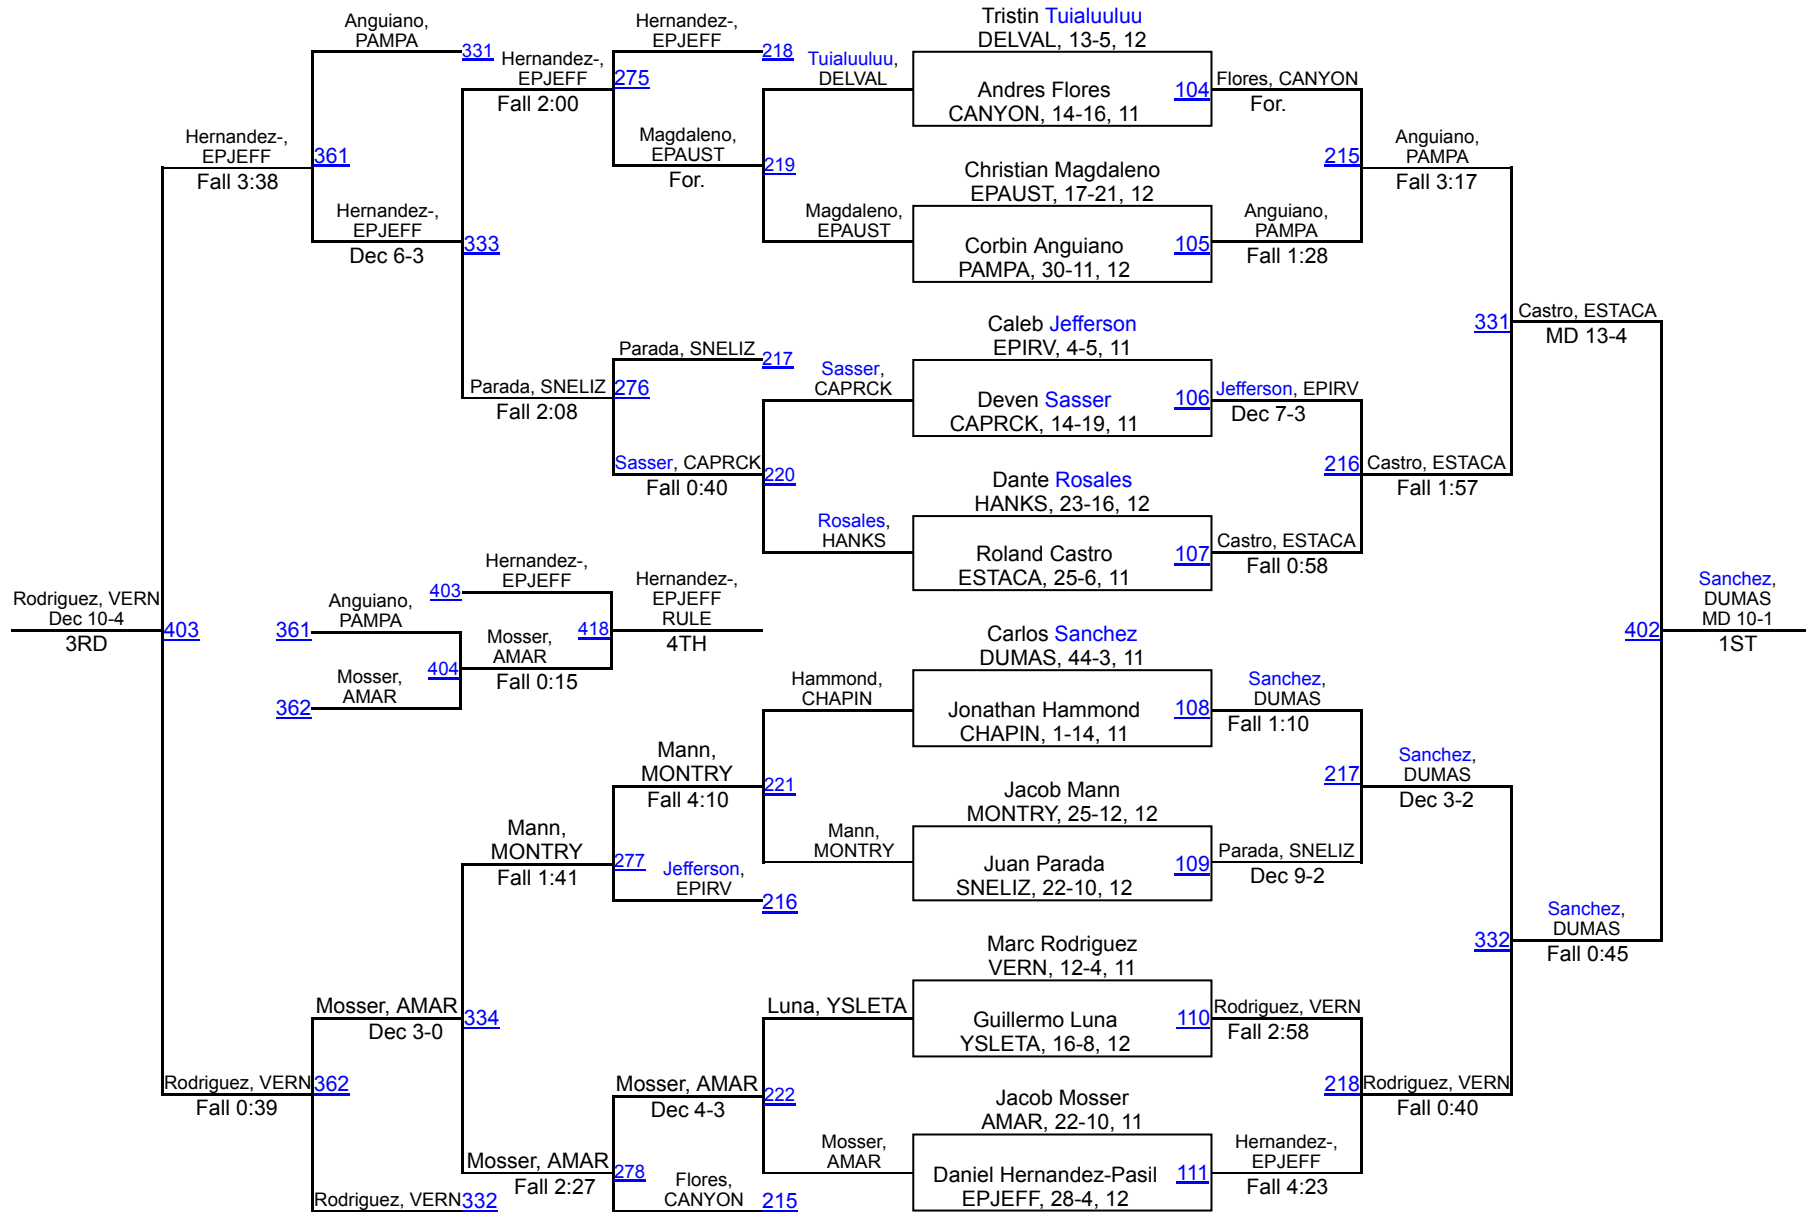 Anguiano,
PAMPA
331
Hernandez-,
EPJEFF
Fall 2:00
275
Hernandez-,
EPJEFF
218
Tuialuuluu,
DELVAL
Tristin Tuialuuluu
DELVAL, 13-5, 12
Andres Flores
CANYON, 14-16, 11
104
Flores, CANYON
For.
Hernandez-,
EPJEFF
Fall 3:38
361
Magdaleno,
EPAUST
For.
219
Christian Magdaleno
EPAUST, 17-21, 12
215
Anguiano,
PAMPA
Fall 3:17
Hernandez-,
EPJEFF
Dec 6-3
333
Magdaleno,
EPAUST
Corbin Anguiano
PAMPA, 30-11, 12
105
Anguiano,
PAMPA
Fall 1:28
Caleb Jefferson
EPIRV, 4-5, 11
331
Castro, ESTACA
MD 13-4
Parada, SNELIZ
217
Parada, SNELIZ
Fall 2:08
276
Sasser,
CAPRCK
Deven Sasser
CAPRCK, 14-19, 11
106
Jefferson, EPIRV
Dec 7-3
Sasser, CAPRCK
Fall 0:40
220
Dante Rosales
HANKS, 23-16, 12
216
Castro, ESTACA
Fall 1:57
Rosales,
HANKS
Roland Castro
ESTACA, 25-6, 11
107
Castro, ESTACA
Fall 0:58
Rodriguez, VERN
Dec 10-4
3RD
403
Hernandez-,
EPJEFF
403
Anguiano,
PAMPA
361
Mosser,
AMAR
362
404
Mosser,
AMAR
Fall 0:15
418
Hernandez-,
EPJEFF
RULE
4TH
402
Sanchez,
DUMAS
MD 10-1
1ST
Hammond,
CHAPIN
Carlos Sanchez
DUMAS, 44-3, 11
Jonathan Hammond
CHAPIN, 1-14, 11
108
Sanchez,
DUMAS
Fall 1:10
Mann,
MONTRY
Fall 4:10
221
Jacob Mann
MONTRY, 25-12, 12
217
Sanchez,
DUMAS
Dec 3-2
Mann,
MONTRY
Fall 1:41
277
Jefferson,
EPIRV
216
Mann,
MONTRY
Juan Parada
SNELIZ, 22-10, 12
109
Parada, SNELIZ
Dec 9-2
Marc Rodriguez
VERN, 12-4, 11
332
Sanchez,
DUMAS
Fall 0:45
Mosser, AMAR
Dec 3-0
334
Luna, YSLETA
Guillermo Luna
YSLETA, 16-8, 12
110
Rodriguez, VERN
Fall 2:58
Rodriguez, VERN
Fall 0:39
362
Mosser, AMAR
Dec 4-3
222
Jacob Mosser
AMAR, 22-10, 11
218
Rodriguez, VERN
Fall 0:40
Mosser, AMAR
Fall 2:27
278
Mosser,
AMAR
Daniel Hernandez-Pasil
EPJEFF, 28-4, 12
111
Hernandez-,
EPJEFF
Fall 4:23
Rodriguez, VERN
332
Flores,
CANYON
215